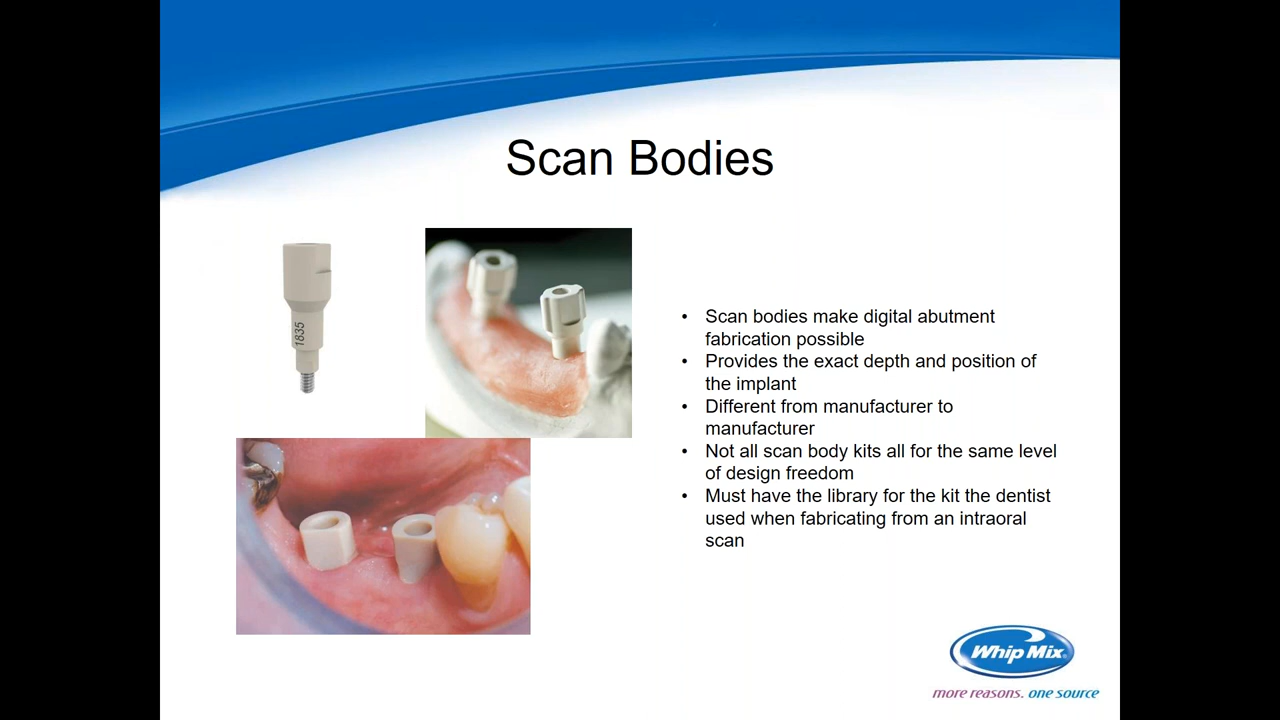 Scan Bodies
1835
• Scan bodies make digital abutment
fabrication possible
• Provides the exact depth and position of
the implant
• Different from manufacturer to
manufacturer
• Not all scan body kits all for the same level
of design freedom
• Must have the library for the kit the dentist
used when fabricating from an intraoral
scan
Whip Mix®
more reasons. one source